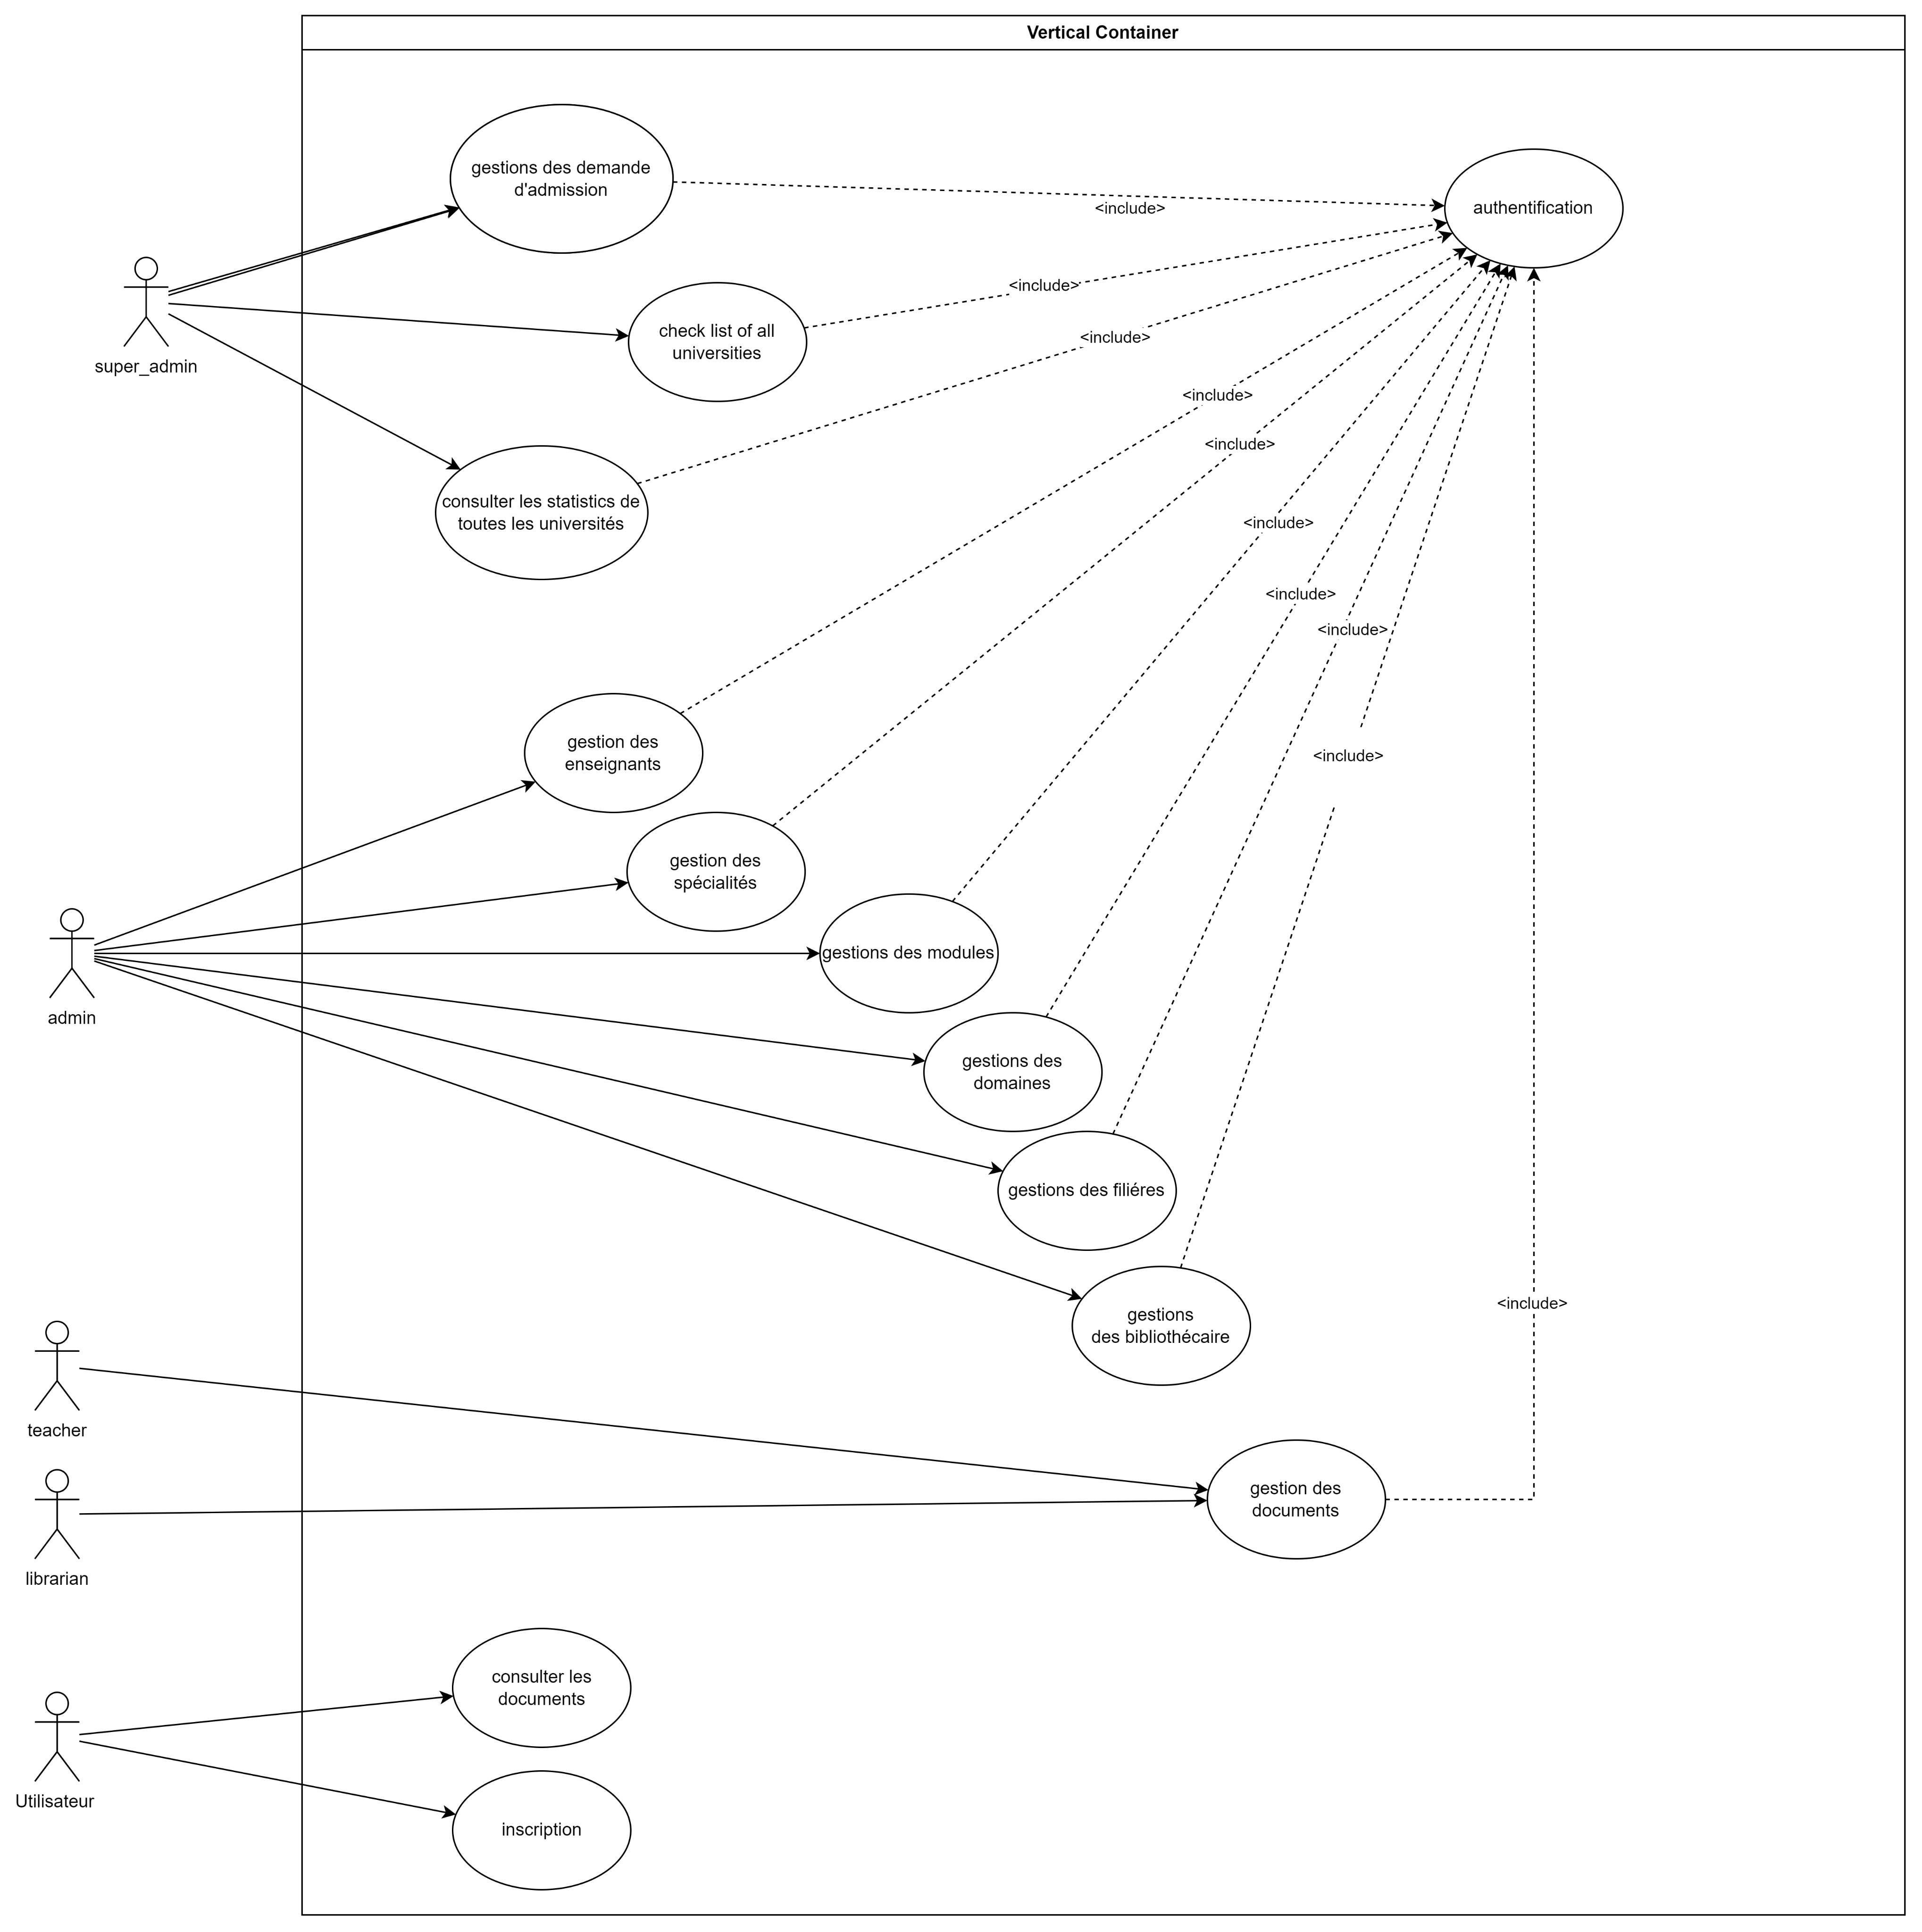 Vertical Container
gestions des demande
d'admission
<include>
authentification
super_admin
<include>
check list of all
universities
<include>
consulter les statistics de
toutes les universités
<include>
<include>
<include>
<include>
<include>
gestion des
enseignants
<include>
gestion des
spécialités
gestions des modules
admin
gestions des
domaines
gestions des filiéres
gestions
des bibliothécaire
<include>
teacher
gestion des
documents
librarian
consulter les
documents
Utilisateur
inscription